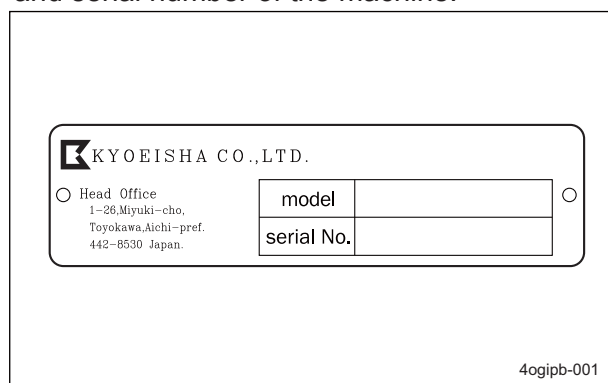 and serial number of the machine.
KYOEISHA CO.,LTD.
Head Office
1-26,Miyuki-cho,
Toyokawa,Aichi-pref.
442-8530 Japan.
model
serial No.
4ogipb-001